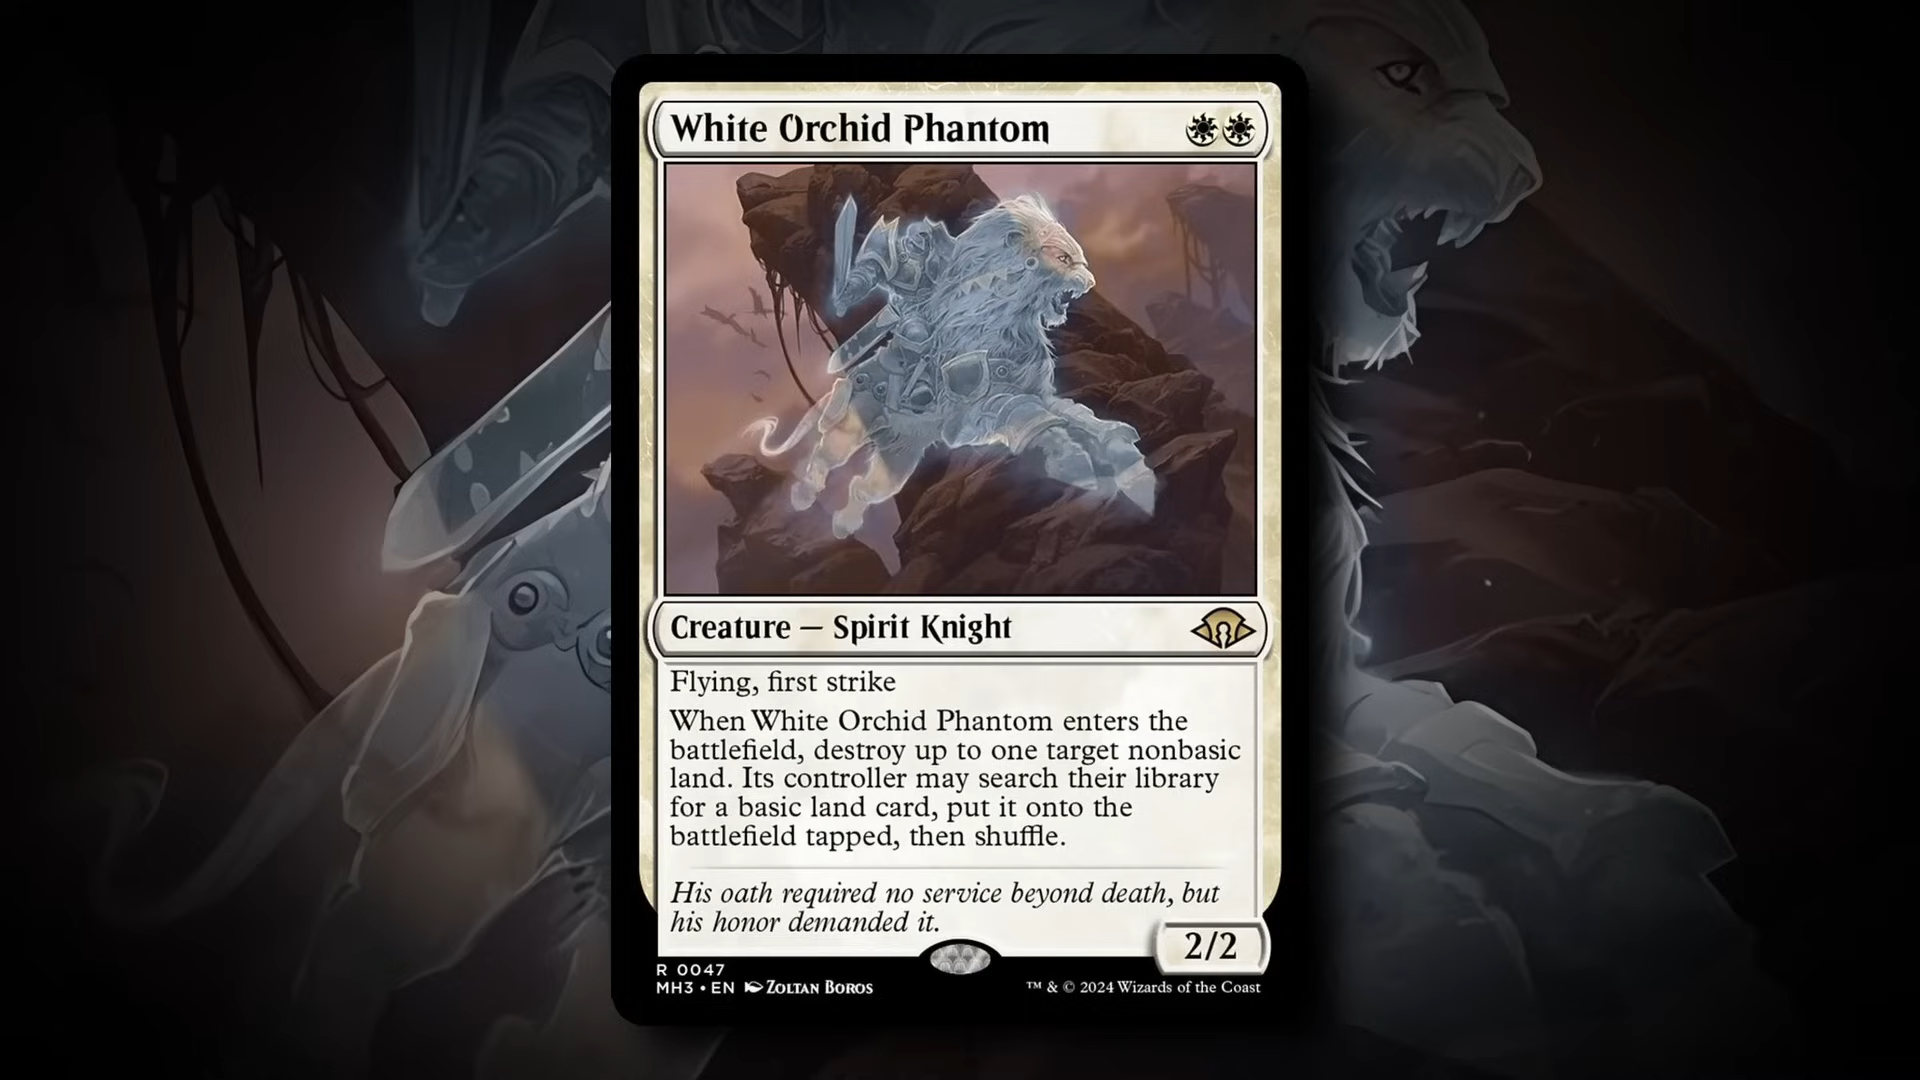 White Orchid Phantom
Creature — Spirit Knight
Flying, first strike
When White Orchid Phantom enters the
battlefield, destroy up to one target nonbasic
land. Its controller may search their library
for a basic land card, put it onto the
battlefield tapped, then shuffle.
His oath required no service beyond death, but
his honor demanded it.
2/2
R 0047
MH3 • EN Zoltan Boros
™ & © 2024 Wizards of the Coast